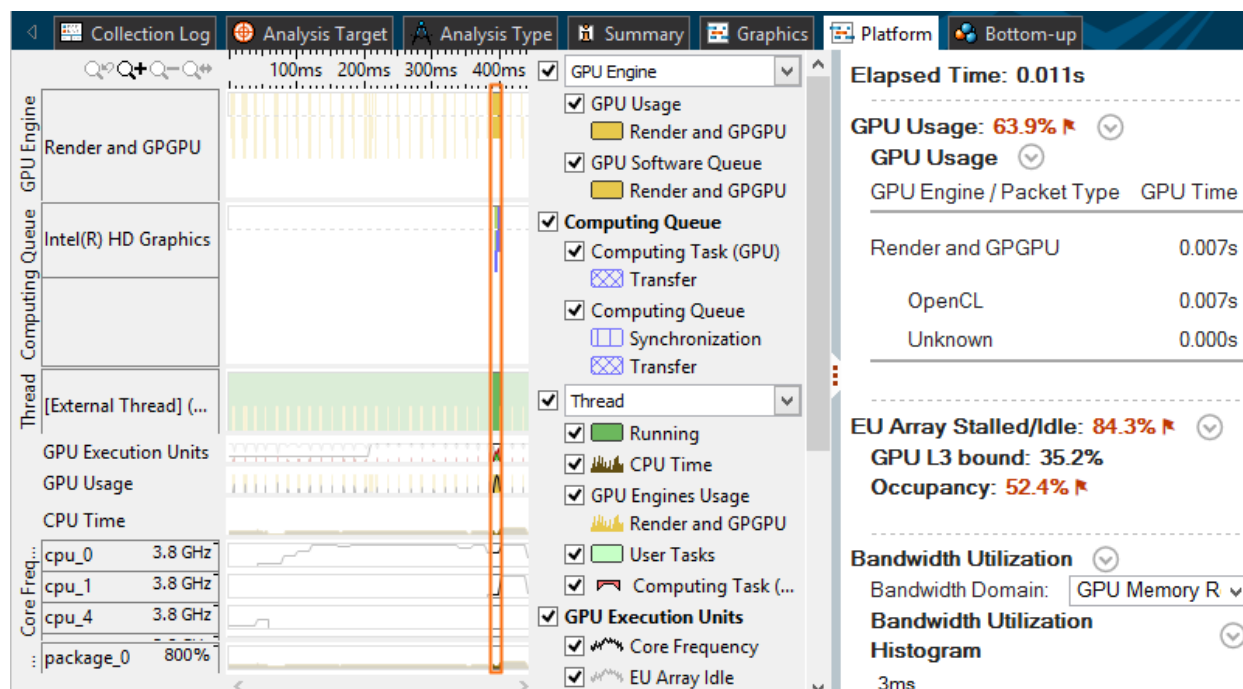 Collection Log
Analysis Target
Analysis Type
Summary
Graphics
Platform
Bottom-up
100ms 200ms 300ms 400ms
GPU Engine
Render and GPGPU
Computing Queue
Intel(R) HD Graphics
Thread
[External Thread] (...
GPU Execution Units
GPU Usage
CPU Time
Core Freq...
cpu_0 3.8 GHz
cpu_1 3.8 GHz
cpu_4 3.8 GHz
...
package_0 800%
GPU Engine
GPU Usage
Render and GPGPU
GPU Software Queue
Render and GPGPU
Computing Queue
Computing Task (GPU)
Transfer
Computing Queue
Synchronization
Transfer
Thread
Running
CPU Time
GPU Engines Usage
Render and GPGPU
User Tasks
Computing Task (...
GPU Execution Units
Core Frequency
EU Array Idle
Elapsed Time: 0.011s
GPU Usage: 63.9%
GPU Usage
GPU Engine / Packet Type GPU Time
Render and GPGPU 0.007s
OpenCL 0.007s
Unknown 0.000s
EU Array Stalled/Idle: 84.3%
GPU L3 bound: 35.2%
Occupancy: 52.4%
Bandwidth Utilization
Bandwidth Domain: GPU Memory R
Bandwidth Utilization
Histogram
3ms